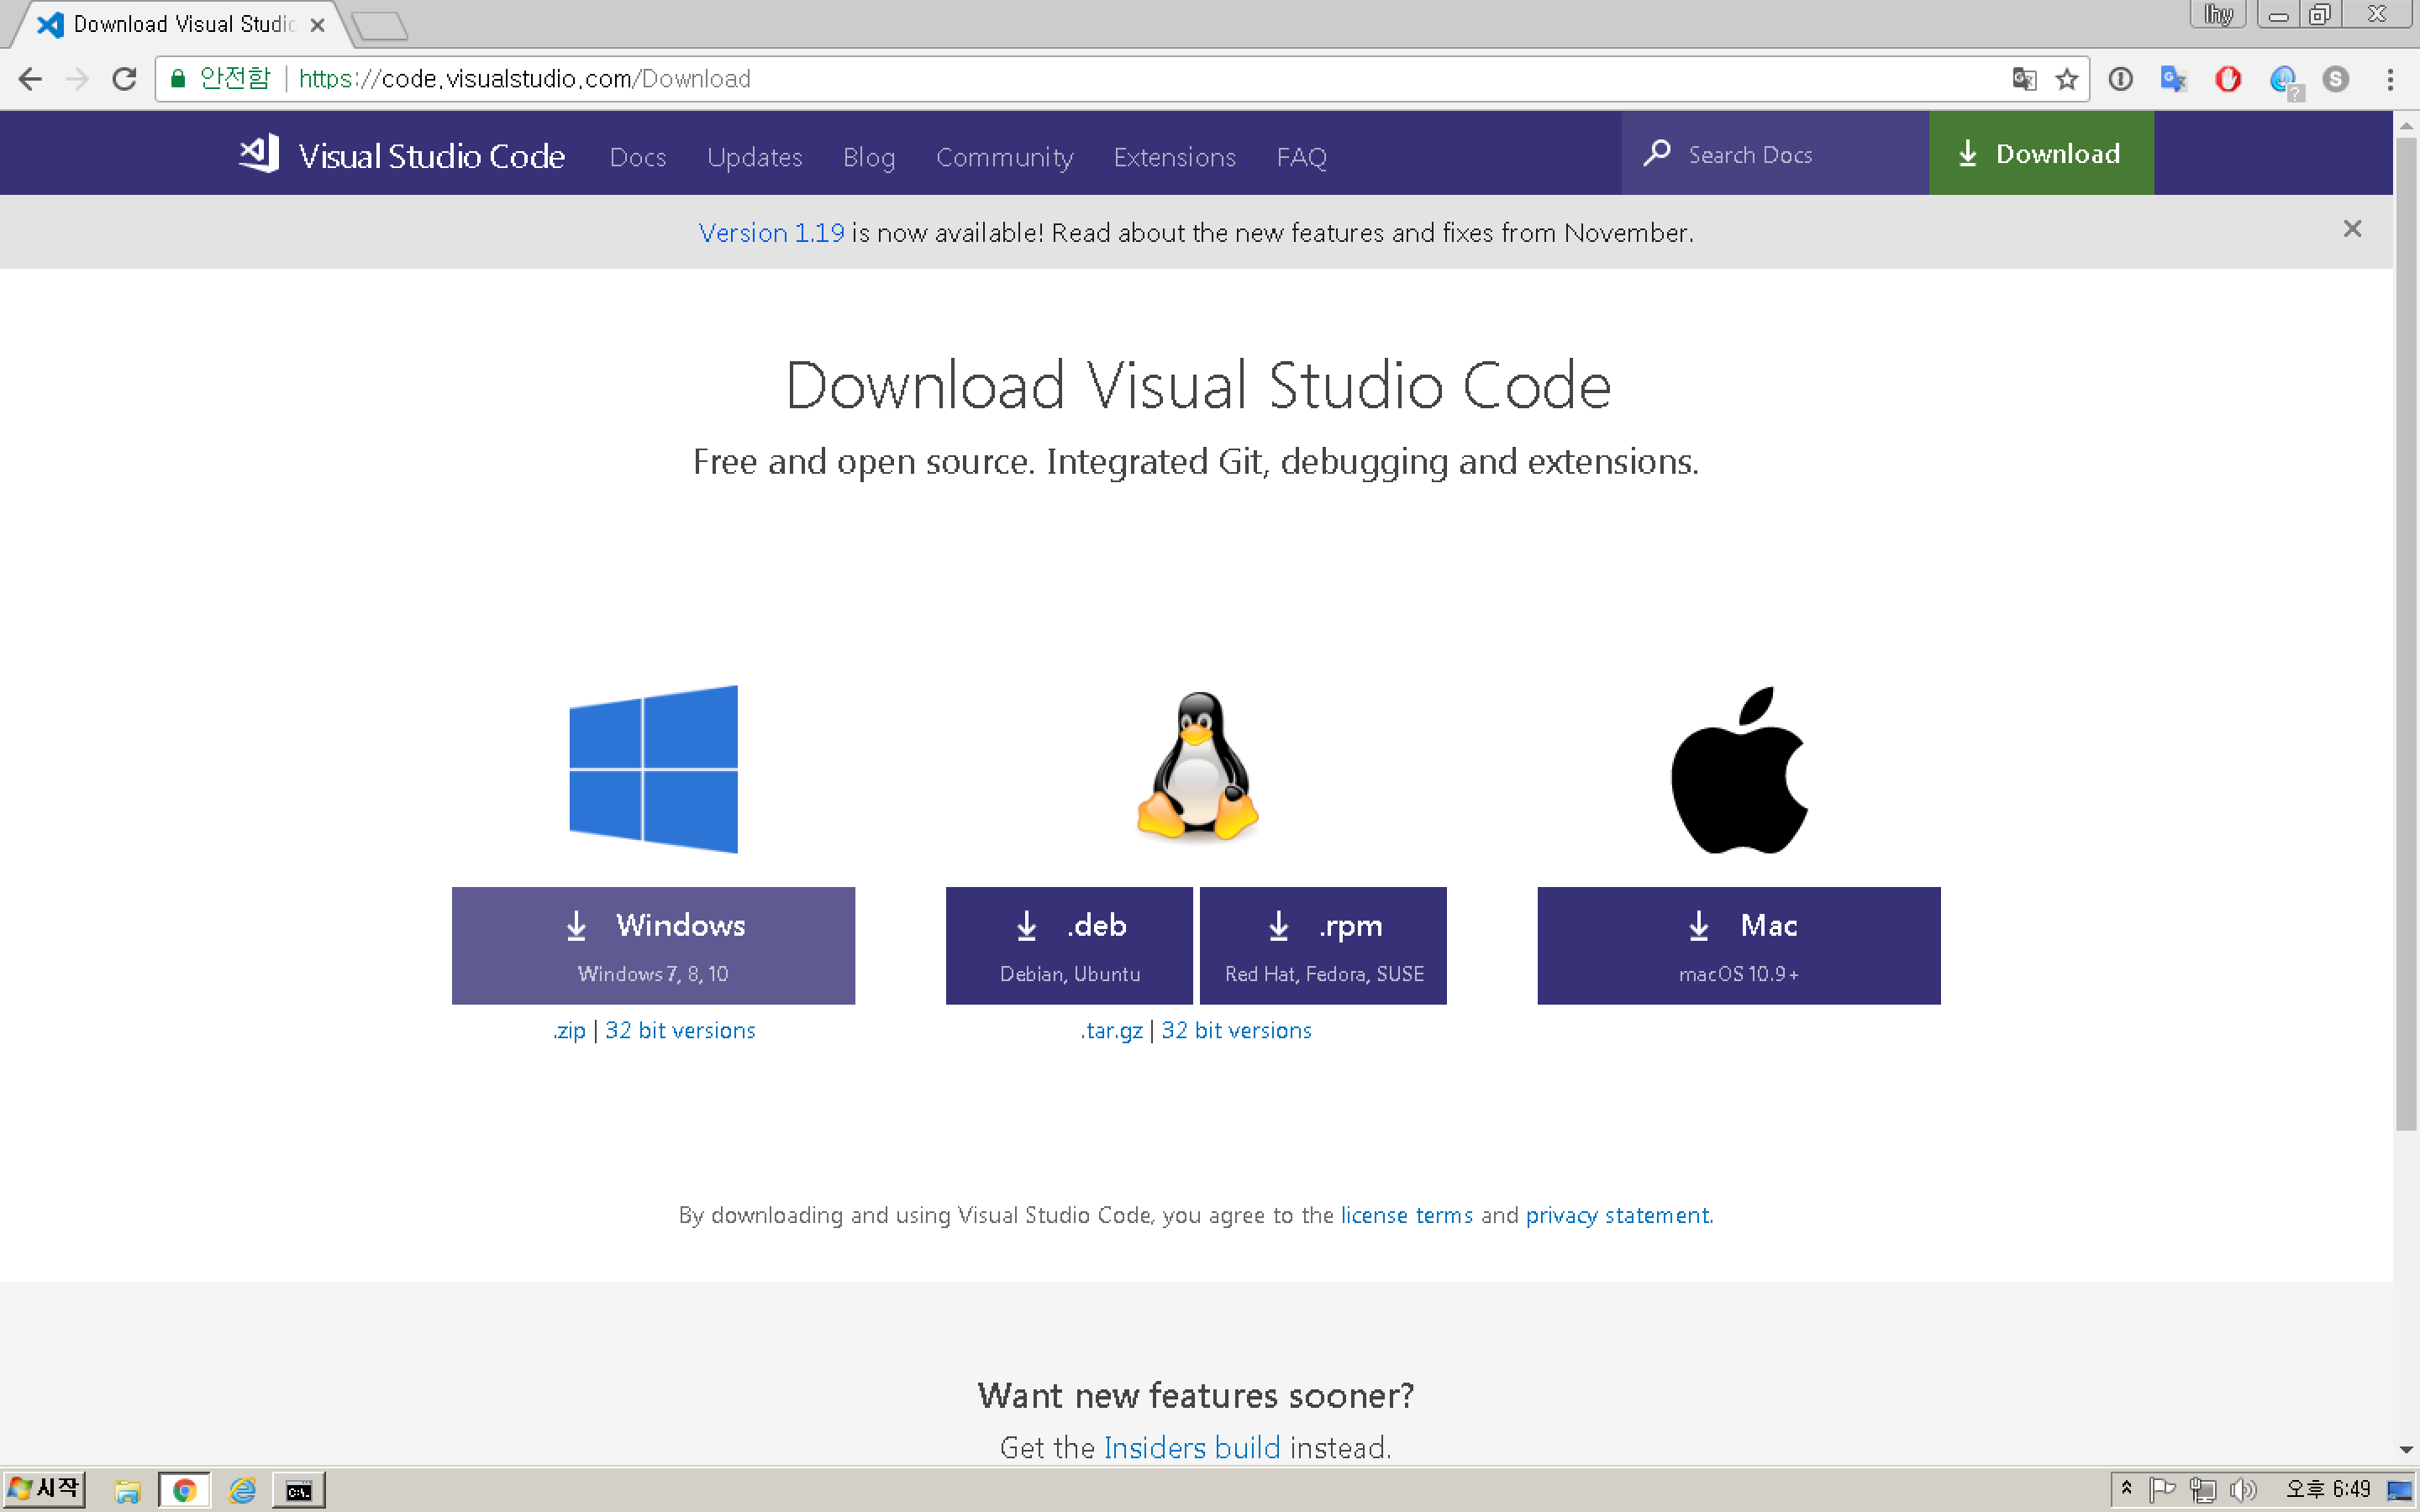 Download Visual Studio
lhy
안전함 | https://code.visualstudio.com/Download
Visual Studio Code Docs Updates Blog Community Extensions FAQ Search Docs Download
Version 1.19 is now available! Read about the new features and fixes from November.
Download Visual Studio Code
Free and open source. Integrated Git, debugging and extensions.
Windows
Windows 7, 8, 10
.zip | 32 bit versions
.deb
Debian, Ubuntu
.rpm
Red Hat, Fedora, SUSE
.tar.gz | 32 bit versions
Mac
macOS 10.9+
By downloading and using Visual Studio Code, you agree to the license terms and privacy statement.
Want new features sooner?
Get the Insiders build instead.
시작 C:\. 오후 6:49